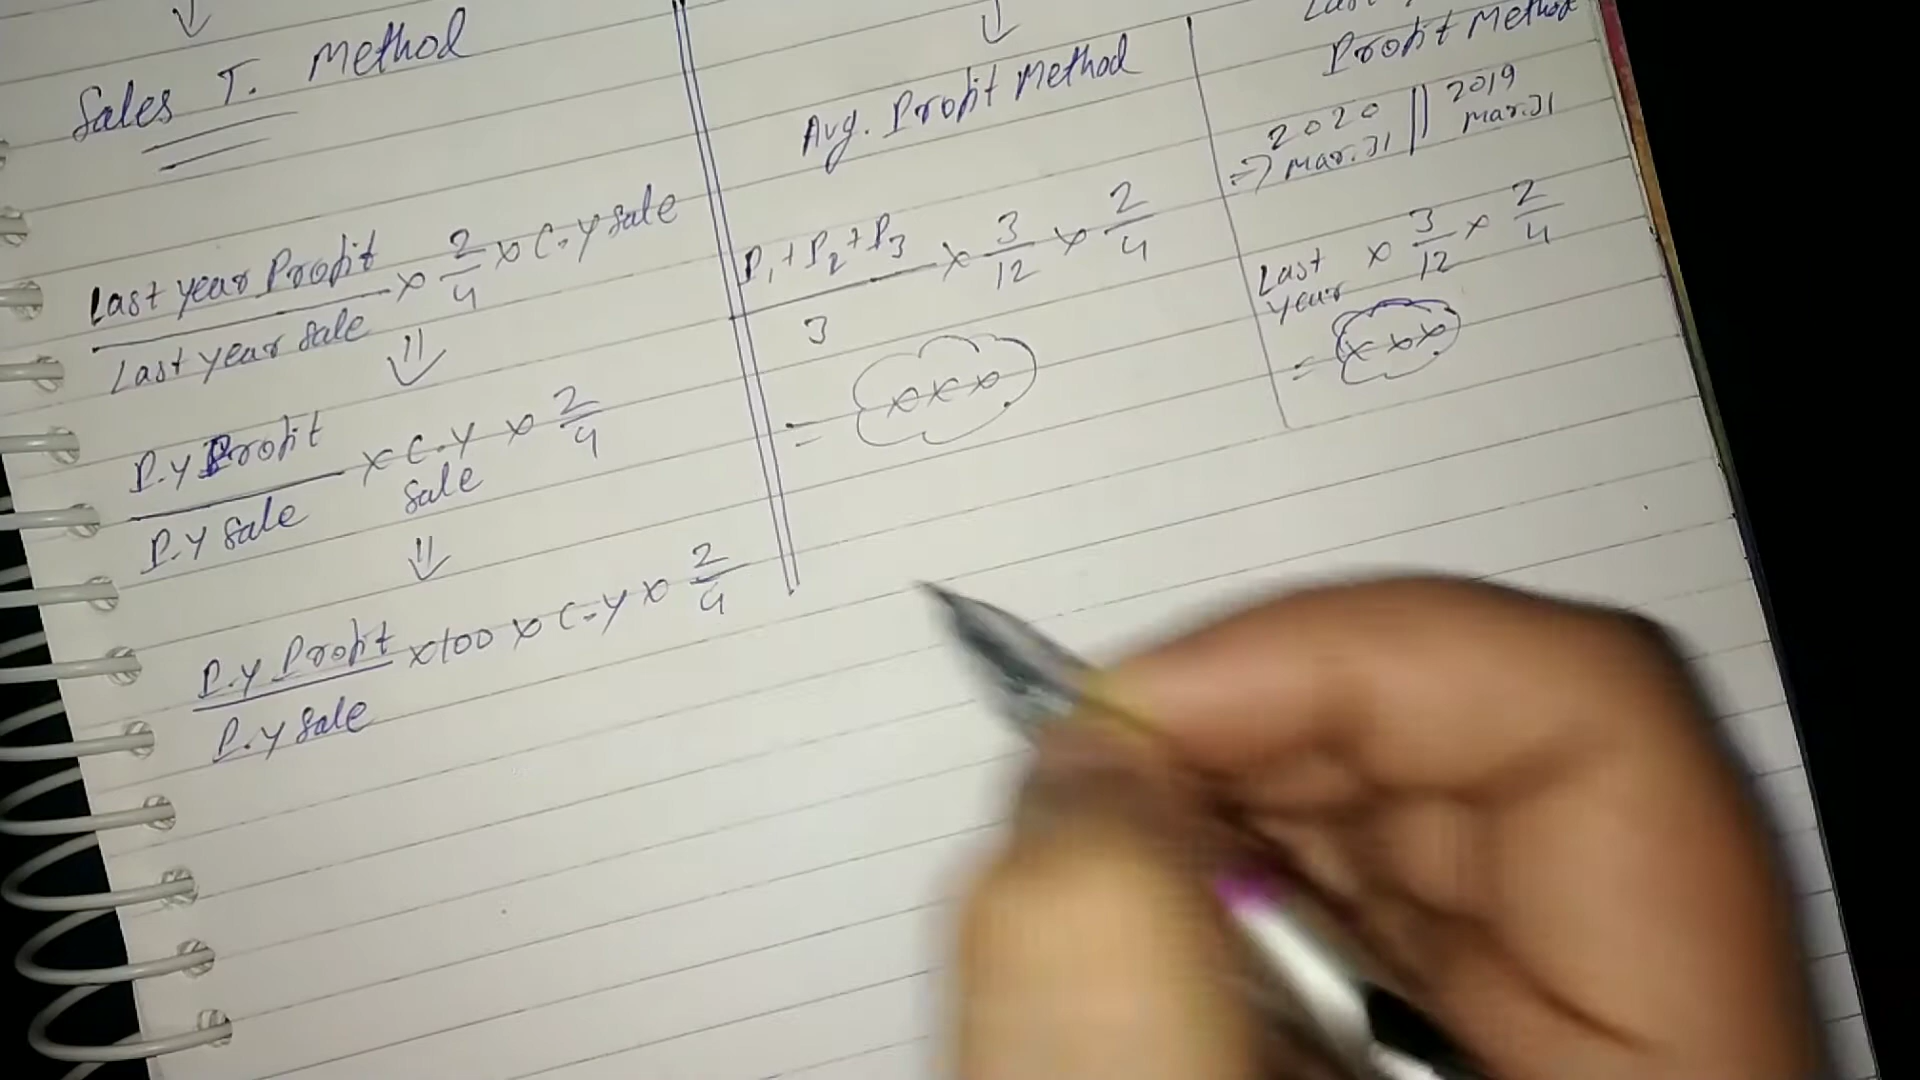 Sales T. Method
Last year Profit × 2/4 × C.Y Sale
Last year Sale
P.Y Profit × C.Y Sale × 2/4
P.Y Sale
P.Y Profit ×100 × C.Y × 2/4
P.Y Sale
Avg. Profit Method
P1+P2+P3 × 3/12 × 2/4
3
= ×××
Profit Method
⇒ 2020 || 2019
Mar.31 Mar.31
Last year × 3/12 × 2/4
= ×××